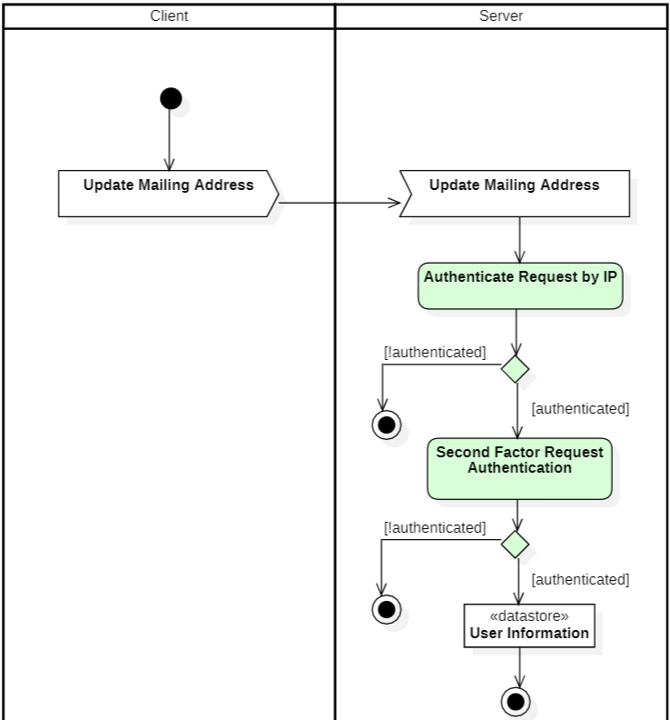 Client
Server
Update Mailing Address
Update Mailing Address
Authenticate Request by IP
[!authenticated]
[authenticated]
Second Factor Request
Authentication
[!authenticated]
[authenticated]
«datastore»
User Information